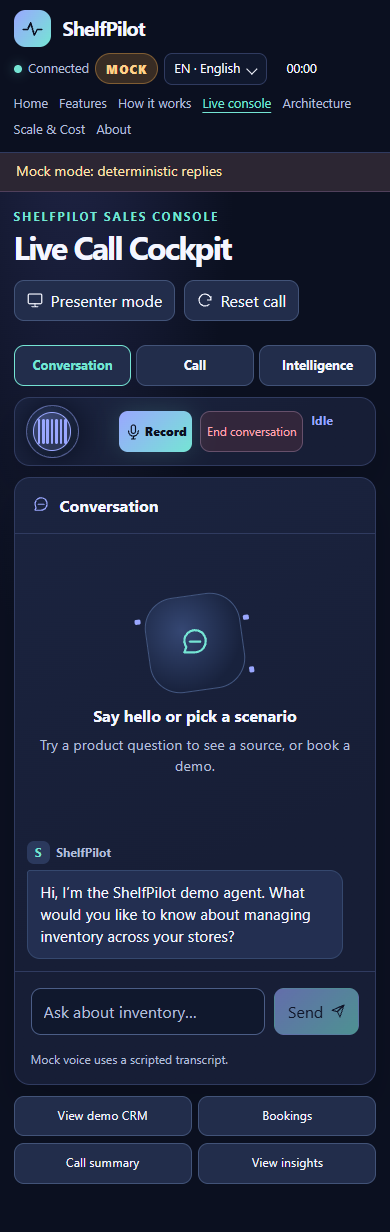 ShelfPilot
Connected MOCK EN · English 00:00
Home Features How it works Live console Architecture
Scale & Cost About
Mock mode: deterministic replies
SHELFPILOT SALES CONSOLE
Live Call Cockpit
Presenter mode Reset call
Conversation Call Intelligence
Record End conversation Idle
Conversation
Say hello or pick a scenario
Try a product question to see a source, or book a
demo.
S ShelfPilot
Hi, I’m the ShelfPilot demo agent. What
would you like to know about managing
inventory across your stores?
Ask about inventory... Send
Mock voice uses a scripted transcript.
View demo CRM Bookings
Call summary View insights